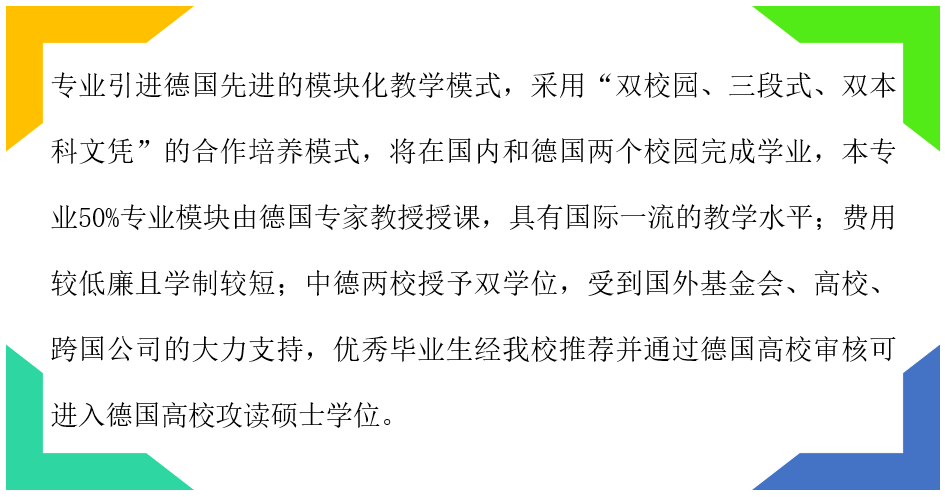 专业引进德国先进的模块化教学模式，采用“双校园、三段式、双本
科文凭”的合作培养模式，将在国内和德国两个校园完成学业，本专
业50%专业模块由德国专家教授授课，具有国际一流的教学水平；费用
较低廉且学制较短；中德两校授予双学位，受到国外基金会、高校、
跨国公司的大力支持，优秀毕业生经我校推荐并通过德国高校审核可
进入德国高校攻读硕士学位。